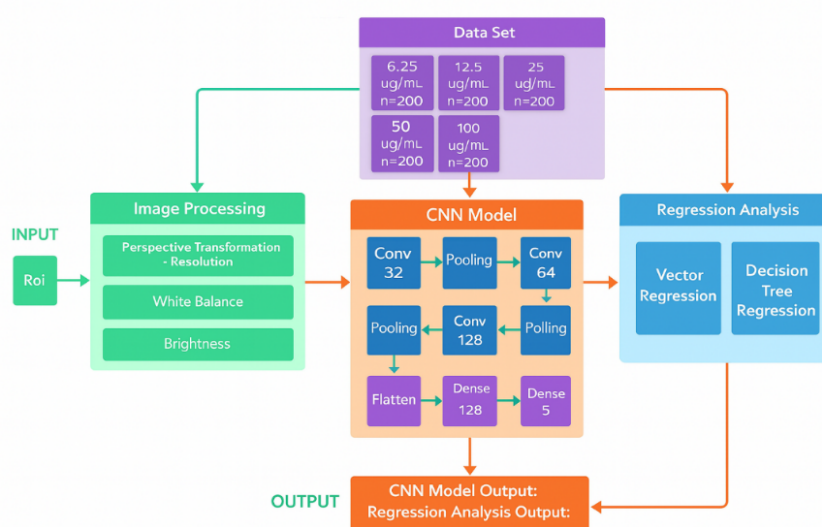 Data Set
6.25
ug/mL
n=200
12.5
ug/mL
n=200
25
ug/mL
n=200
50
ug/mL
n=200
100
ug/mL
n=200
INPUT
Roi
Image Processing
Perspective Transformation
- Resolution
White Balance
Brightness
CNN Model
Conv
32
Pooling
Conv
64
Pooling
Conv
128
Polling
Flatten
Dense
128
Dense
5
Regression Analysis
Vector
Regression
Decision
Tree
Regression
OUTPUT
CNN Model Output:
Regression Analysis Output: